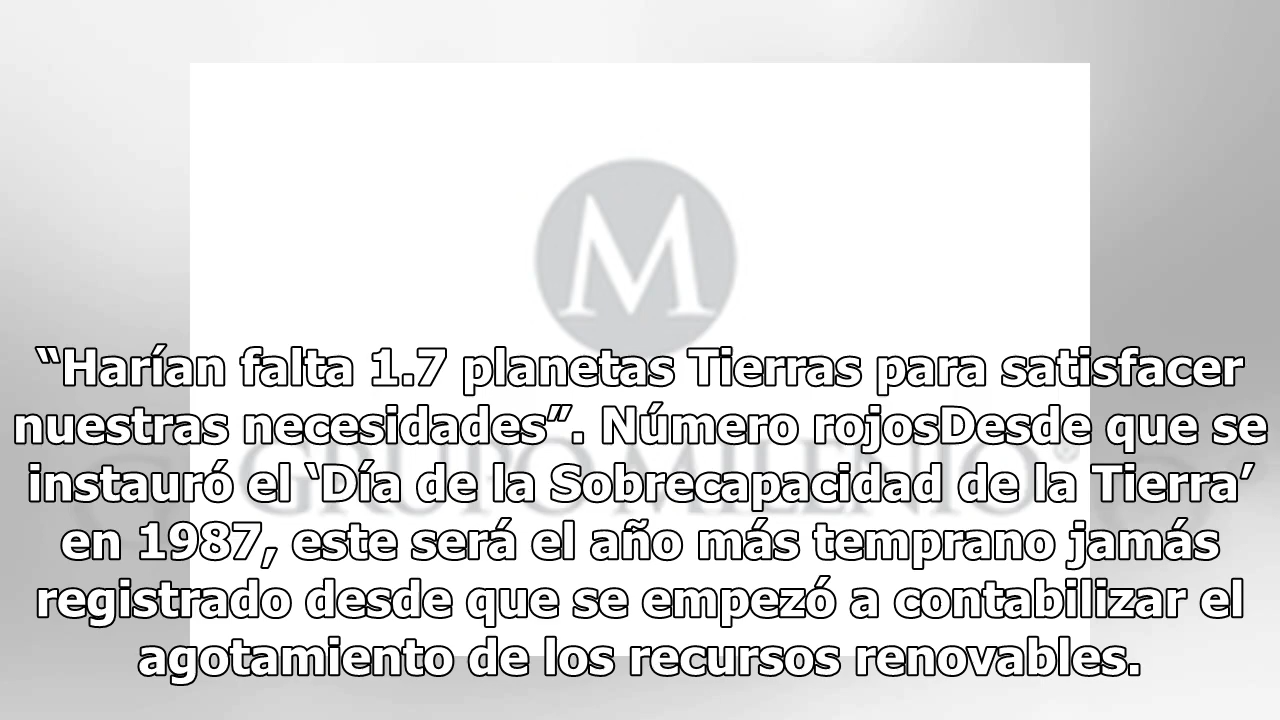 M
“Harían falta 1.7 planetas Tierras para satisfacer
nuestras necesidades”. Número rojosDesde que se
GRUPO MILENIO®
instauró el ‘Día de la Sobrecapacidad de la Tierra’
en 1987, este será el año más temprano jamás
registrado desde que se empezó a contabilizar el
agotamiento de los recursos renovables.